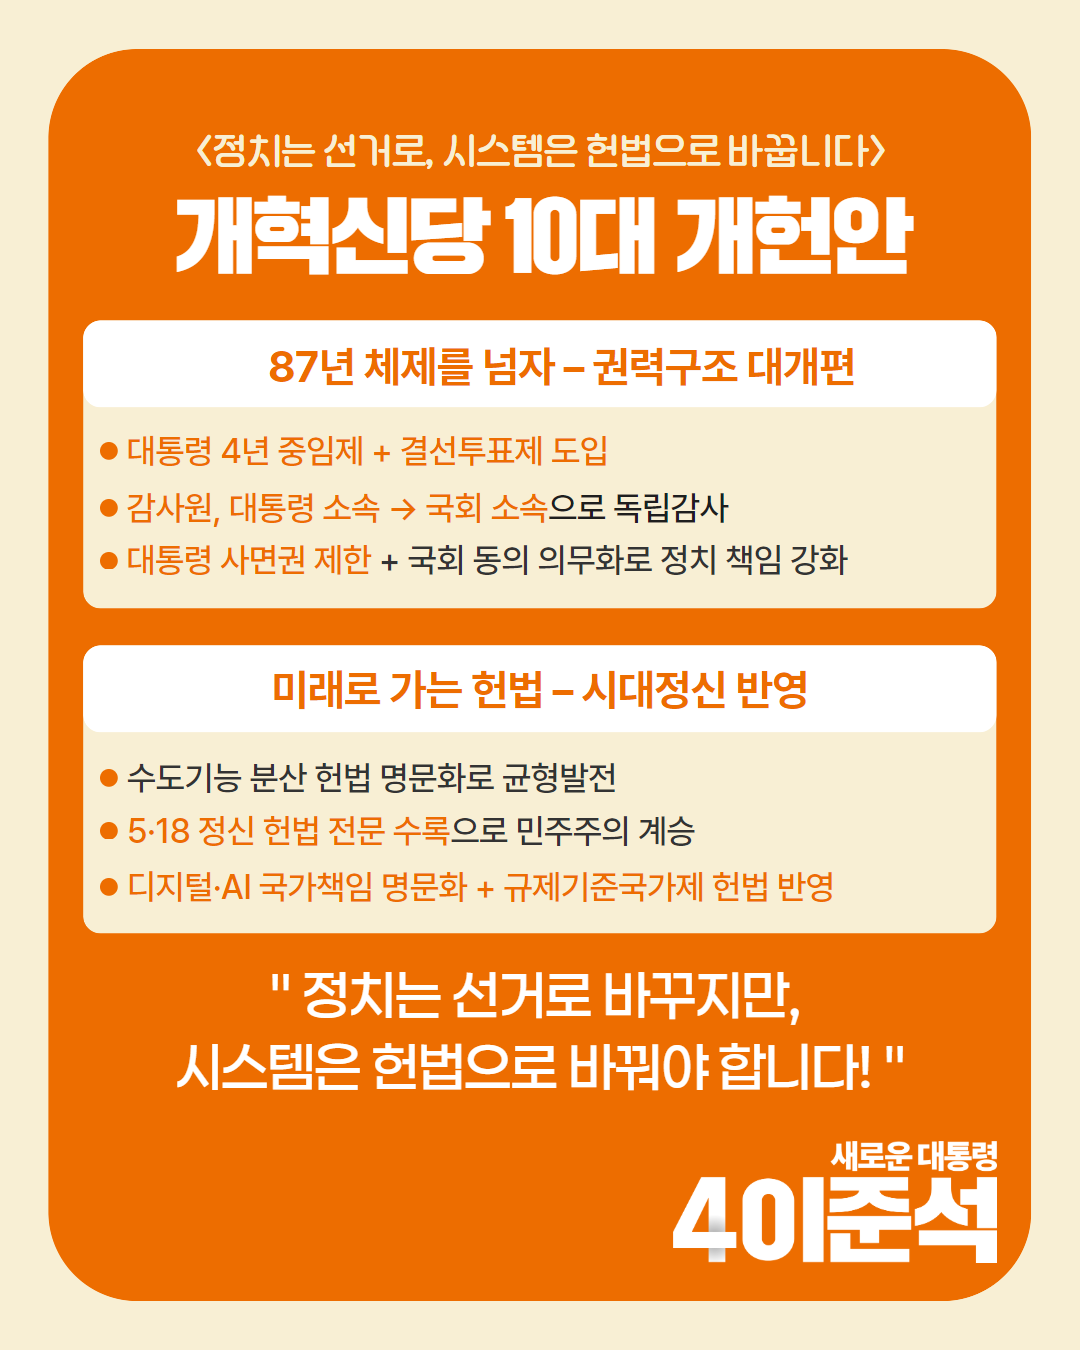 〈정치는 선거로, 시스템은 헌법으로 바꿉니다〉
개혁신당 10대 개헌안
87년 체제를 넘자 – 권력구조 대개편
● 대통령 4년 중임제 + 결선투표제 도입
● 감사원, 대통령 소속 → 국회 소속으로 독립감사
● 대통령 사면권 제한 + 국회 동의 의무화로 정치 책임 강화
미래로 가는 헌법 – 시대정신 반영
● 수도기능 분산 헌법 명문화로 균형발전
● 5·18 정신 헌법 전문 수록으로 민주주의 계승
● 디지털·AI 국가책임 명문화 + 규제기준국가제 헌법 반영
" 정치는 선거로 바꾸지만,
시스템은 헌법으로 바꿔야 합니다! "
새로운 대통령
4이준석